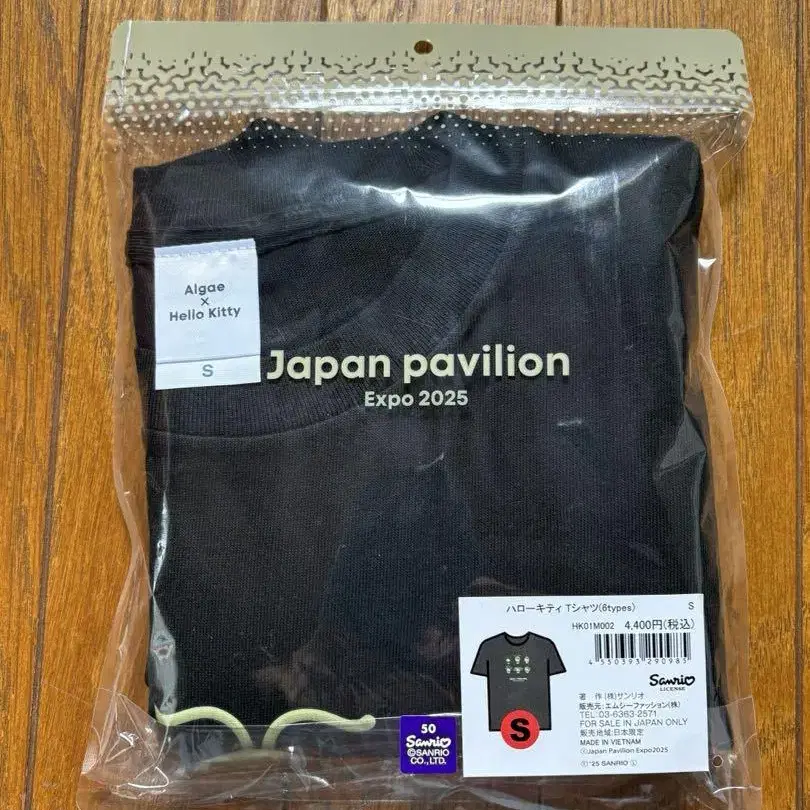 Algae
×
Hello Kitty
S
Japan pavilion
Expo 2025
ハローキティ Tシャツ(6types) S
HK01M002 4,400円(税込)
4 550393 290985
Sanrio
LICENSE
著 作 (株)サンリオ
販売元:エムシーファッション(株)
TEL:03-6363-2571
FOR SALE IN JAPAN ONLY
販売地域:日本限定
MADE IN VIETNAM
ⓒJapan Pavilion Expo2025
ⓒ'25 SANRIO Ⓛ
S
50
Sanrio
©SANRIO
CO.,LTD.